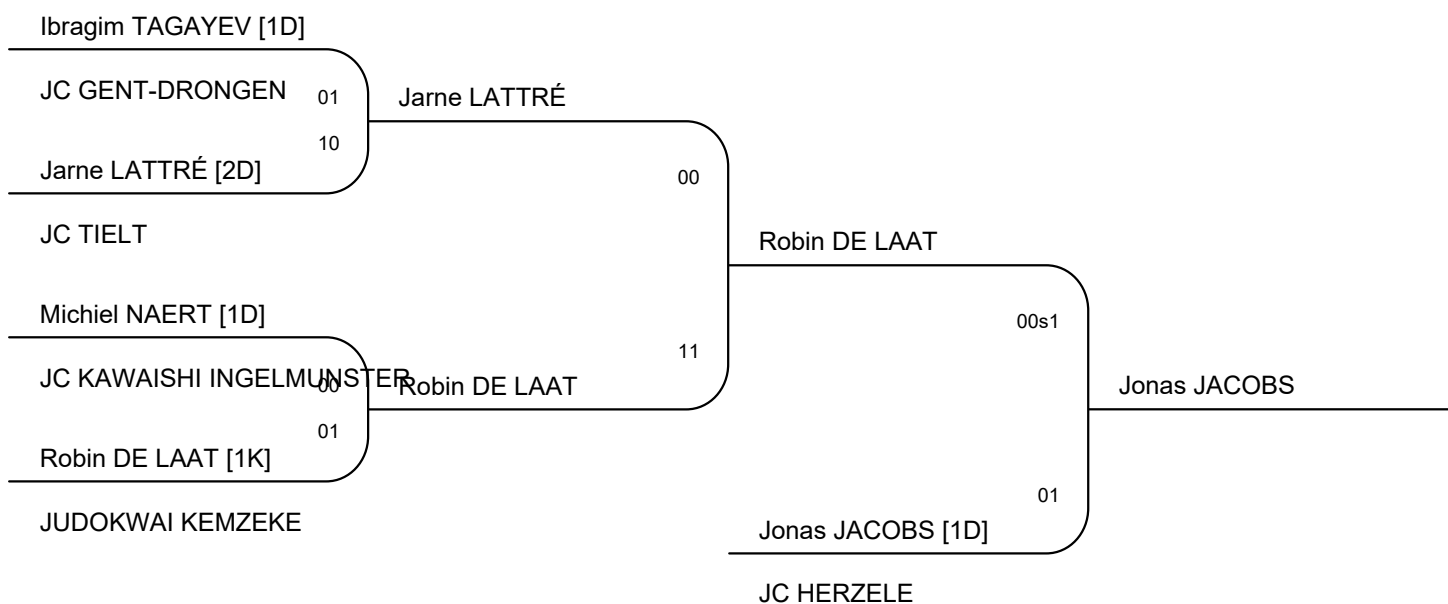 Ibragim TAGAYEV [1D]
JC GENT-DRONGEN
01
Jarne LATTRÉ
10
Jarne LATTRÉ [2D]
00
JC TIELT
Robin DE LAAT
Michiel NAERT [1D]
00s1
11
JC KAWAISHI INGELMUNSTER
00
Robin DE LAAT
Jonas JACOBS
01
Robin DE LAAT [1K]
01
JUDOKWAI KEMZEKE
Jonas JACOBS [1D]
JC HERZELE